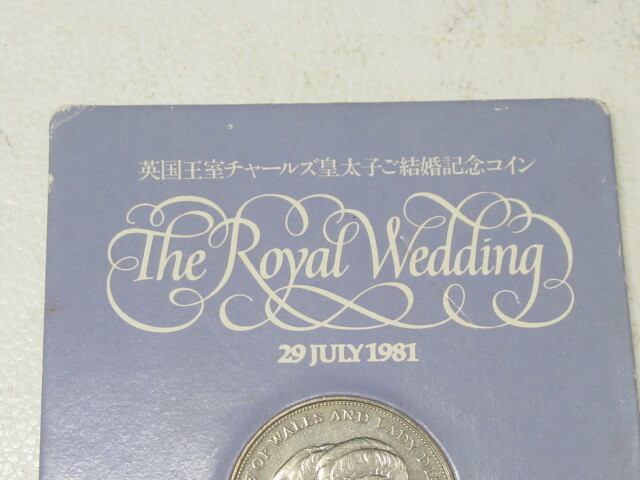 英国王室チャールズ皇太子ご結婚記念コイン
The Royal Wedding
29 JULY 1981
OF WALES AND LADY